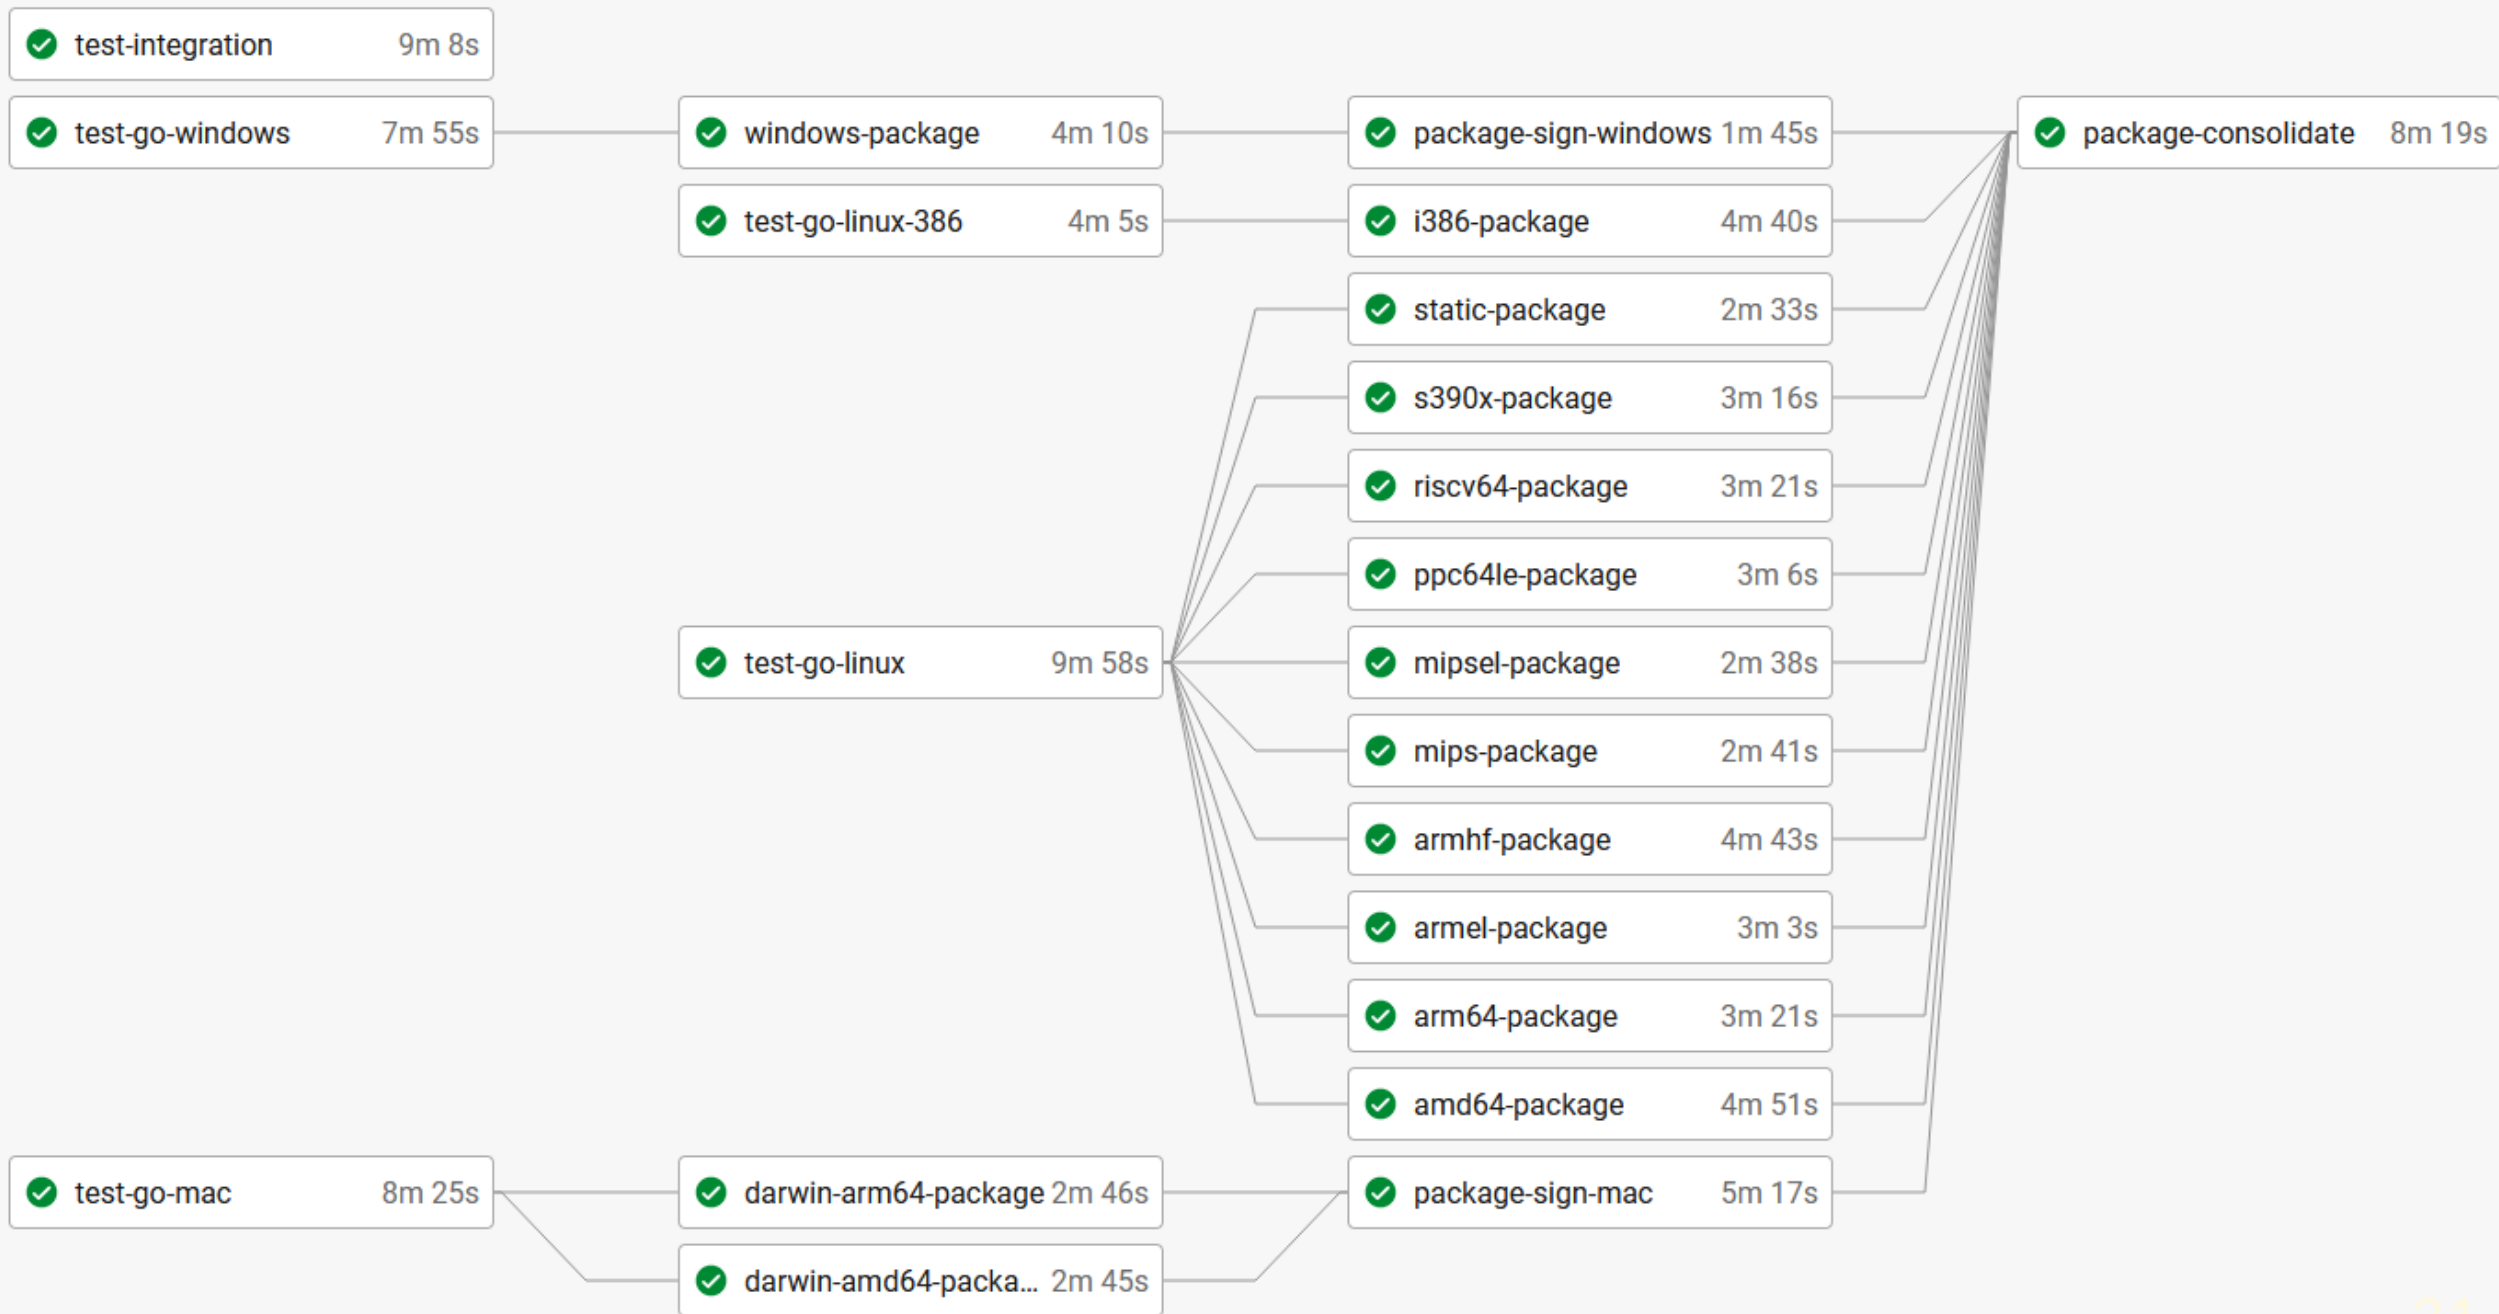 test-integration 9m 8s
test-go-windows 7m 55s
windows-package 4m 10s
package-sign-windows 1m 45s
package-consolidate 8m 19s
test-go-linux-386 4m 5s
i386-package 4m 40s
static-package 2m 33s
s390x-package 3m 16s
riscv64-package 3m 21s
ppc64le-package 3m 6s
test-go-linux 9m 58s
mipsel-package 2m 38s
mips-package 2m 41s
armhf-package 4m 43s
armel-package 3m 3s
arm64-package 3m 21s
amd64-package 4m 51s
test-go-mac 8m 25s
darwin-arm64-package 2m 46s
package-sign-mac 5m 17s
darwin-amd64-packa... 2m 45s